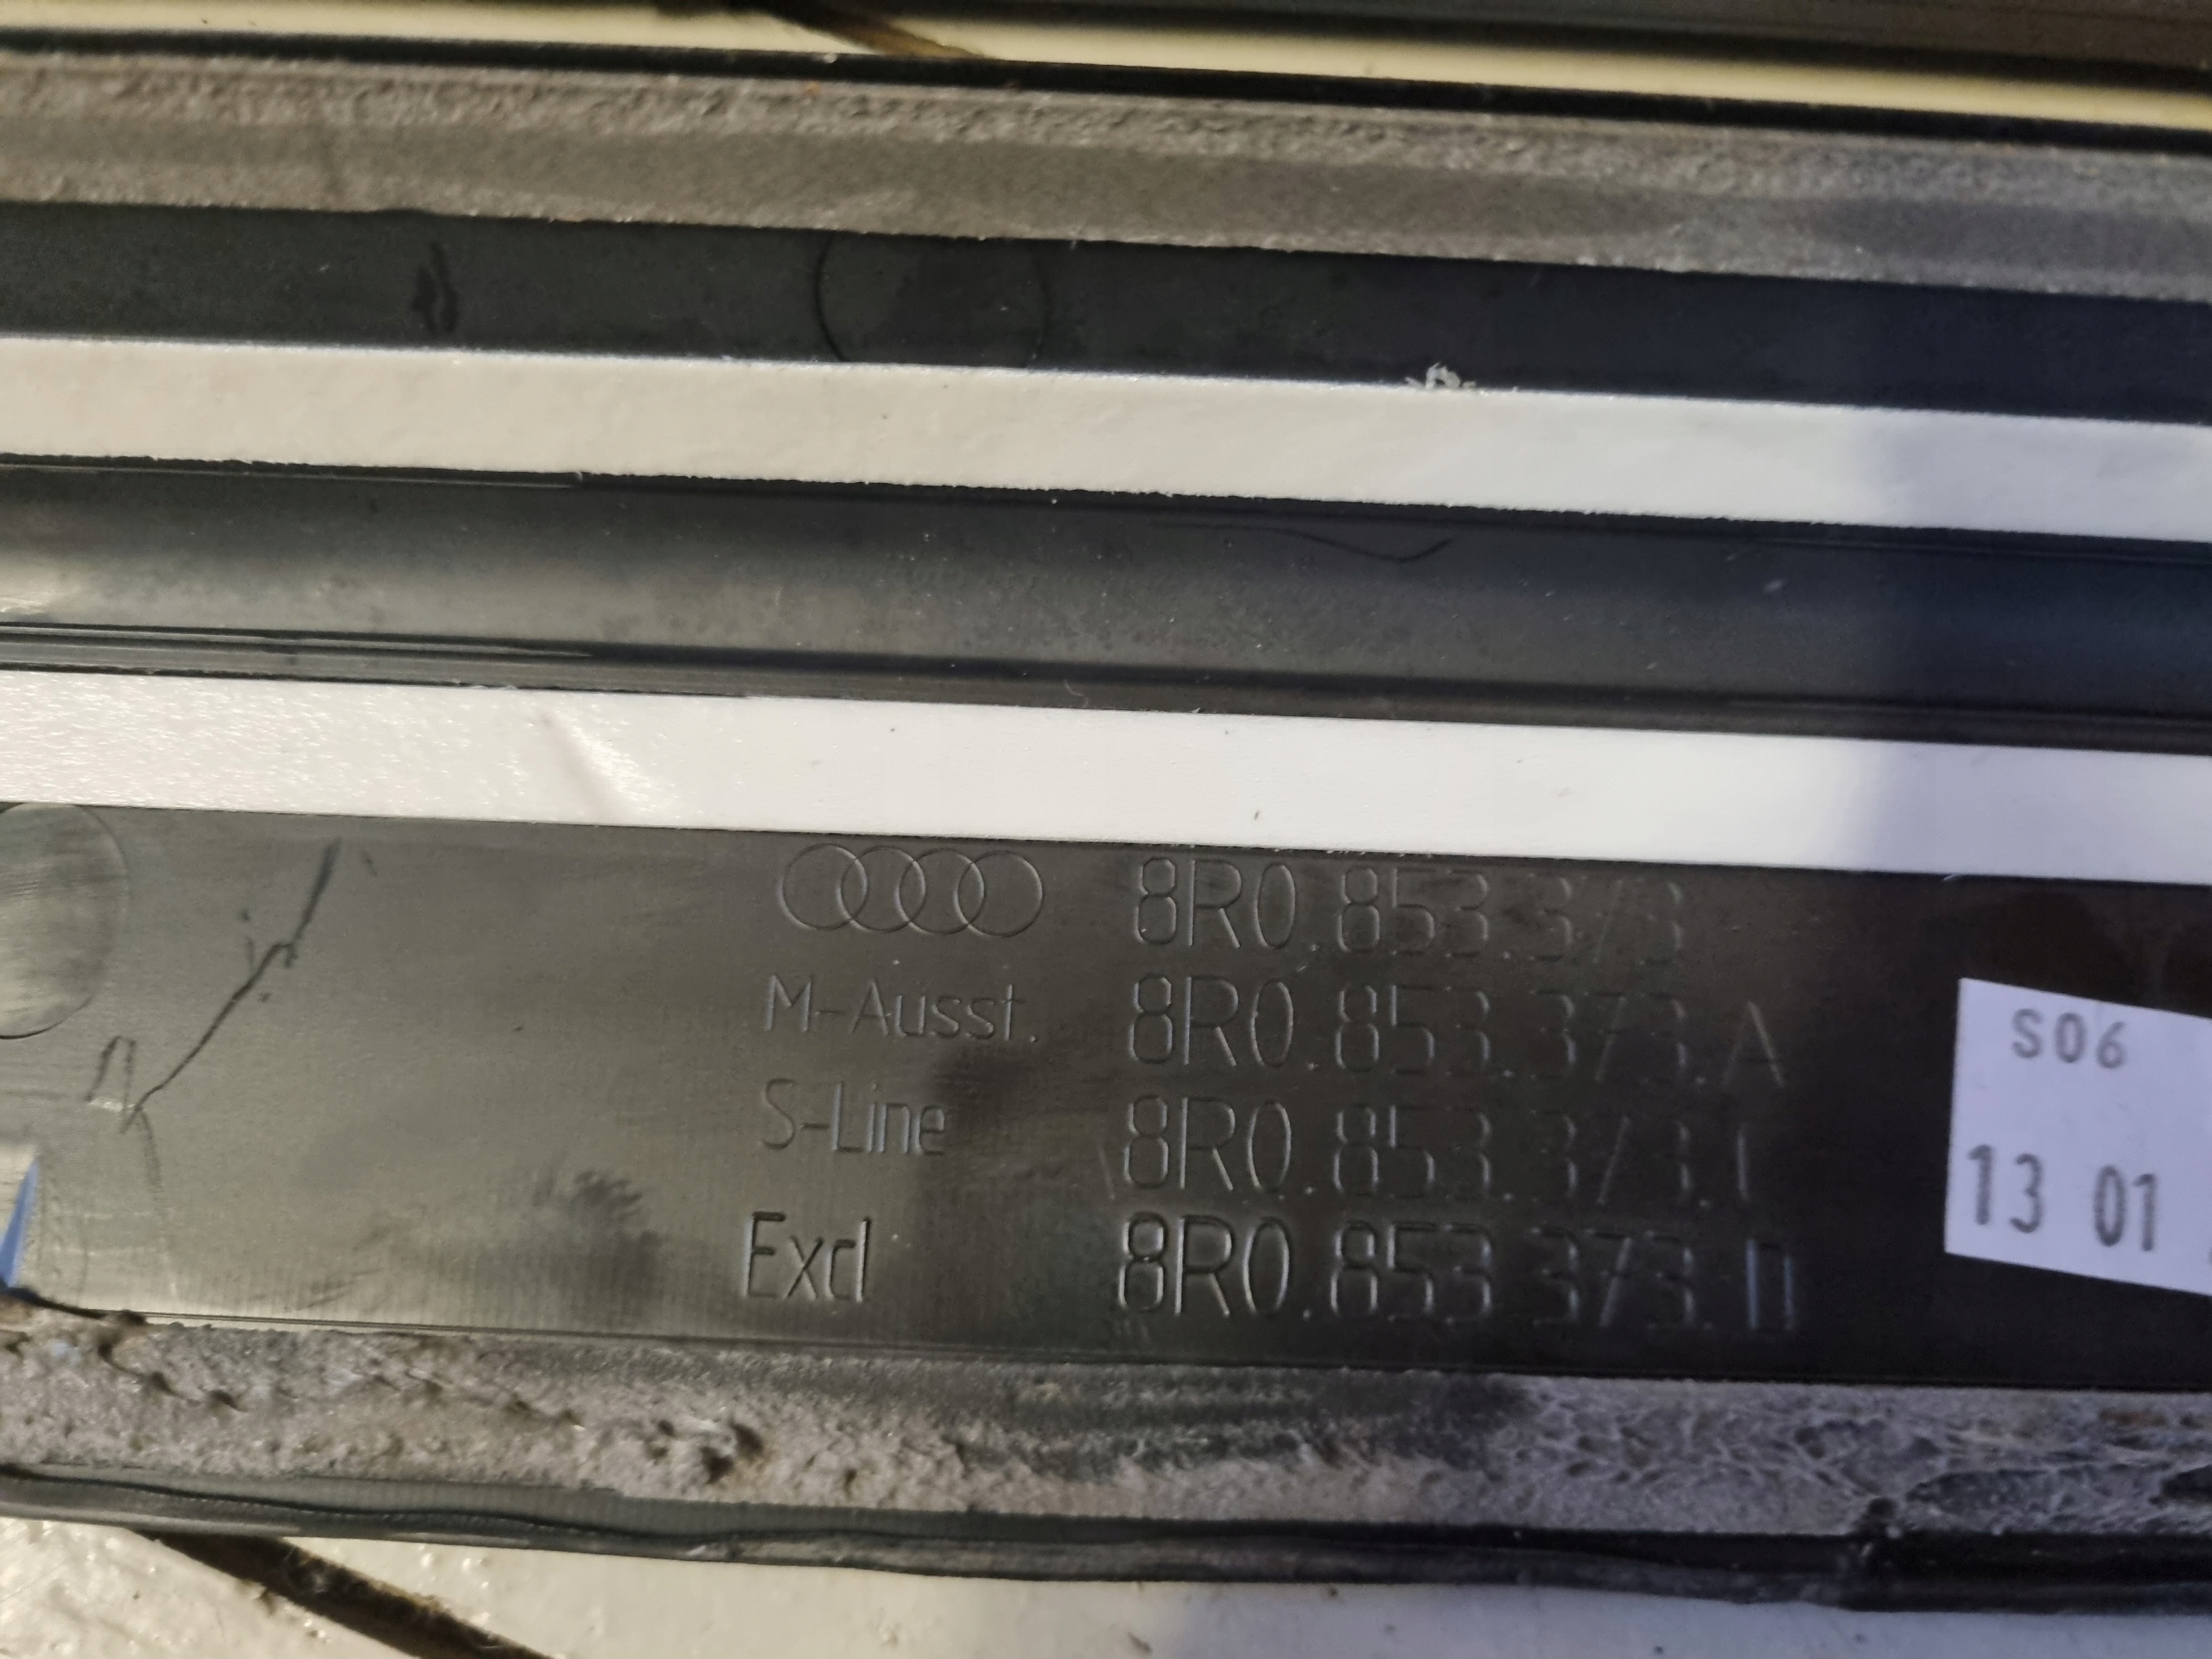 8R0.853.373
M-Ausst. 8R0.853.373.A
S-Line 8R0.853.373.
Excl 8R0.853.373.D
S06
13 01